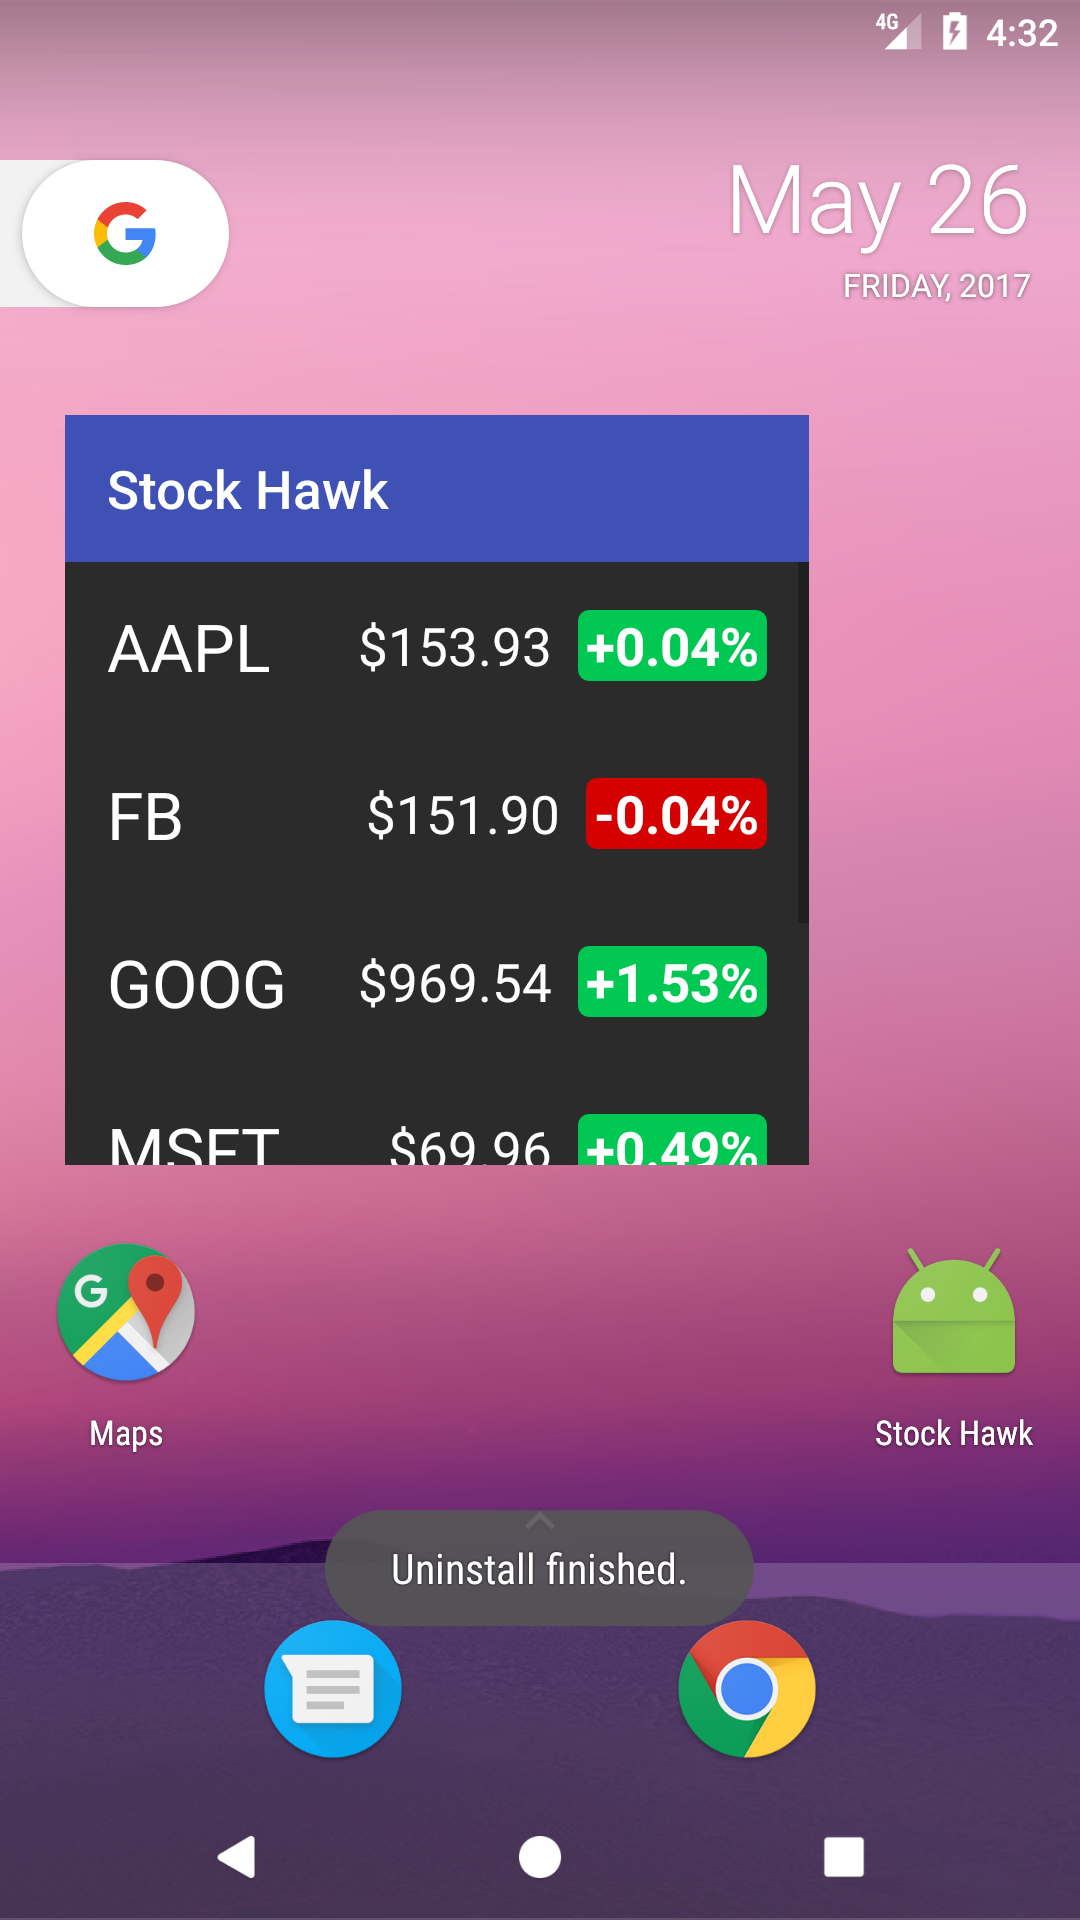 4G 4:32
May 26
FRIDAY, 2017
Stock Hawk
AAPL $153.93 +0.04%
FB $151.90 -0.04%
GOOG $969.54 +1.53%
MSFT $69.96 +0.49%
Maps
Stock Hawk
Uninstall finished.